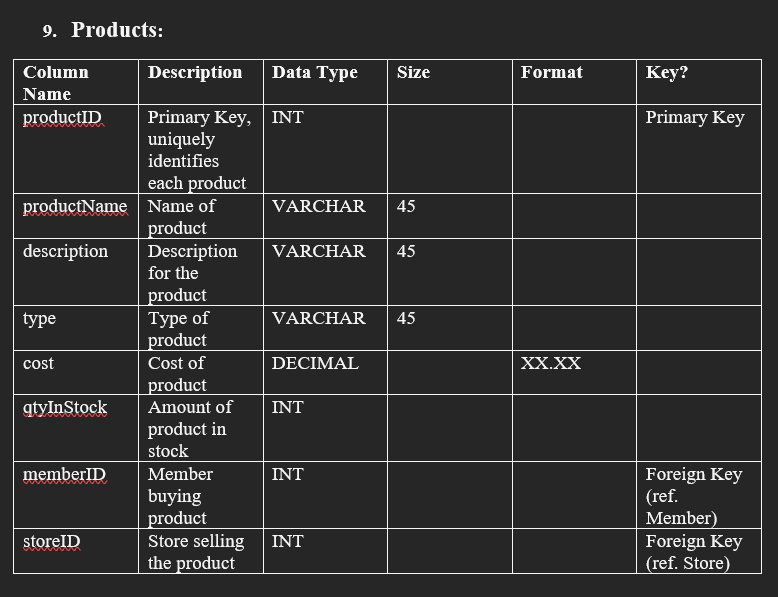 9. Products:
Column Name | Description | Data Type | Size | Format | Key?
productID | Primary Key, uniquely identifies each product | INT | | | Primary Key
productName | Name of product | VARCHAR | 45 | |
description | Description for the product | VARCHAR | 45 | |
type | Type of product | VARCHAR | 45 | |
cost | Cost of product | DECIMAL | | XX.XX |
qtyInStock | Amount of product in stock | INT | | |
memberID | Member buying product | INT | | | Foreign Key (ref. Member)
storeID | Store selling the product | INT | | | Foreign Key (ref. Store)